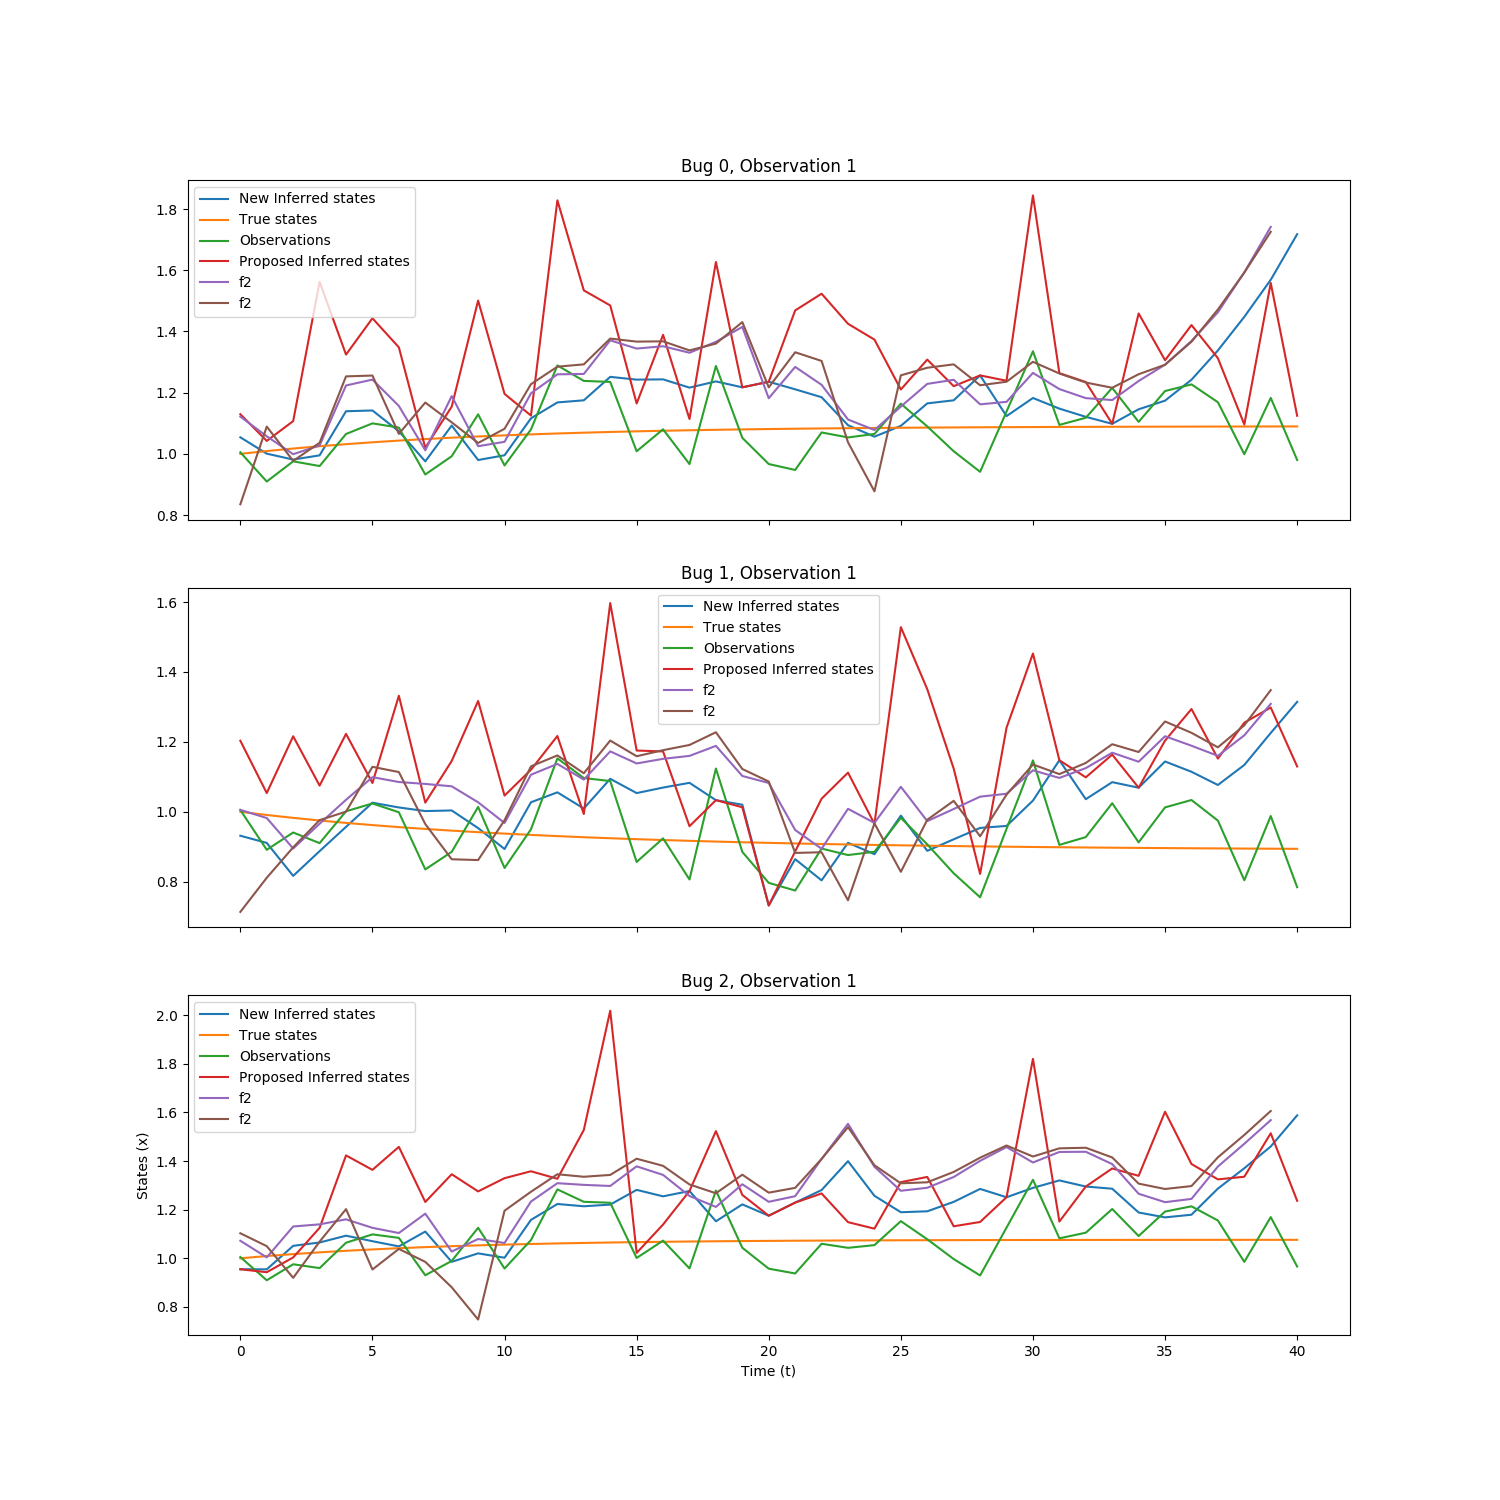 Bug 0, Observation 1
New Inferred states
True states
Observations
Proposed Inferred states
f2
f2
1.8
1.6
1.4
1.2
1.0
0.8
Bug 1, Observation 1
New Inferred states
True states
Observations
Proposed Inferred states
f2
f2
1.6
1.4
1.2
1.0
0.8
Bug 2, Observation 1
New Inferred states
True states
Observations
Proposed Inferred states
f2
f2
2.0
1.8
1.6
1.4
1.2
1.0
0.8
States (x)
0 5 10 15 20 25 30 35 40
Time (t)